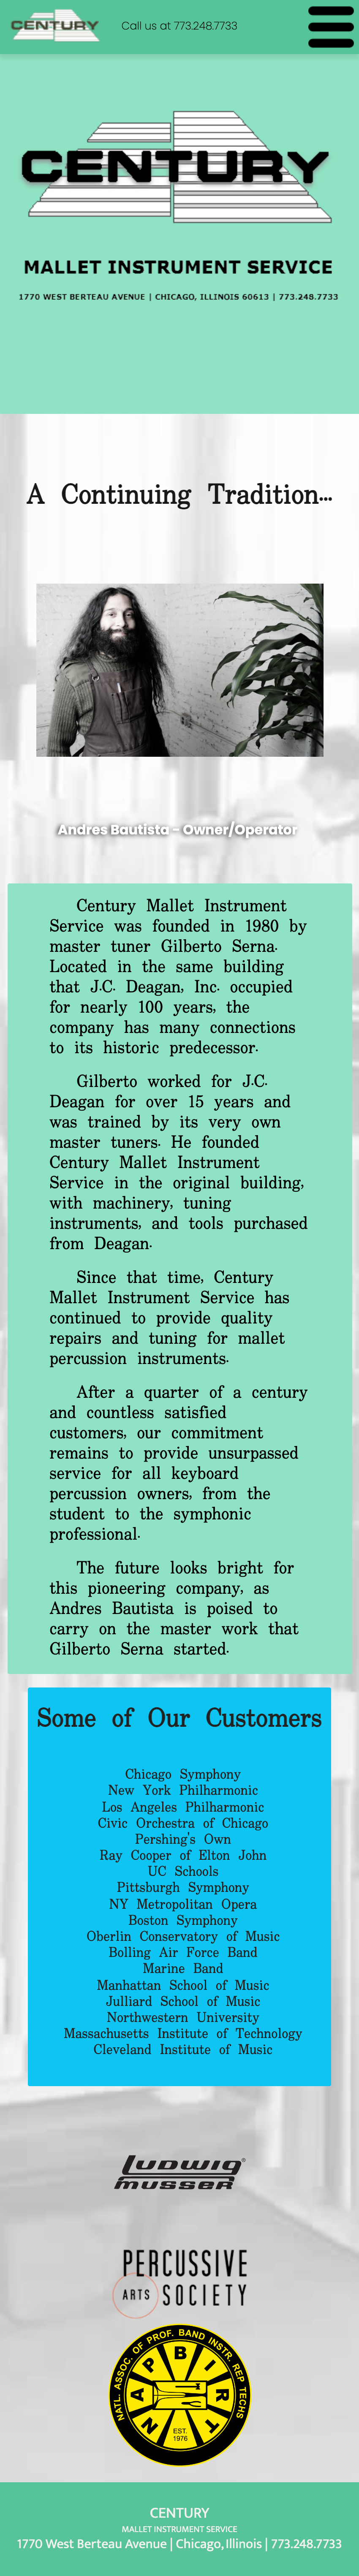 CENTURY
Call us at 773.248.7733
CENTURY
MALLET INSTRUMENT SERVICE
1770 WEST BERTEAU AVENUE | CHICAGO, ILLINOIS 60613 | 773.248.7733
A Continuing Tradition...
Andres Bautista - Owner/Operator
Century Mallet Instrument
Service was founded in 1980 by
master tuner Gilberto Serna.
Located in the same building
that J.C. Deagan, Inc. occupied
for nearly 100 years, the
company has many connections
to its historic predecessor.
Gilberto worked for J.C.
Deagan for over 15 years and
was trained by its very own
master tuners. He founded
Century Mallet Instrument
Service in the original building,
with machinery, tuning
instruments, and tools purchased
from Deagan.
Since that time, Century
Mallet Instrument Service has
continued to provide quality
repairs and tuning for mallet
percussion instruments.
After a quarter of a century
and countless satisfied
customers, our commitment
remains to provide unsurpassed
service for all keyboard
percussion owners, from the
student to the symphonic
professional.
The future looks bright for
this pioneering company, as
Andres Bautista is poised to
carry on the master work that
Gilberto Serna started.
Some of Our Customers
Chicago Symphony
New York Philharmonic
Los Angeles Philharmonic
Civic Orchestra of Chicago
Pershing's Own
Ray Cooper of Elton John
UC Schools
Pittsburgh Symphony
NY Metropolitan Opera
Boston Symphony
Oberlin Conservatory of Music
Bolling Air Force Band
Marine Band
Manhattan School of Music
Julliard School of Music
Northwestern University
Massachusetts Institute of Technology
Cleveland Institute of Music
LUDWIG®
MUSSER
PERCUSSIVE
ARTS SOCIETY
NATL. ASSOC. OF PROF. BAND INSTR. REP TECHS
NAPBIRT
EST.
1976
CENTURY
MALLET INSTRUMENT SERVICE
1770 West Berteau Avenue | Chicago, Illinois | 773.248.7733